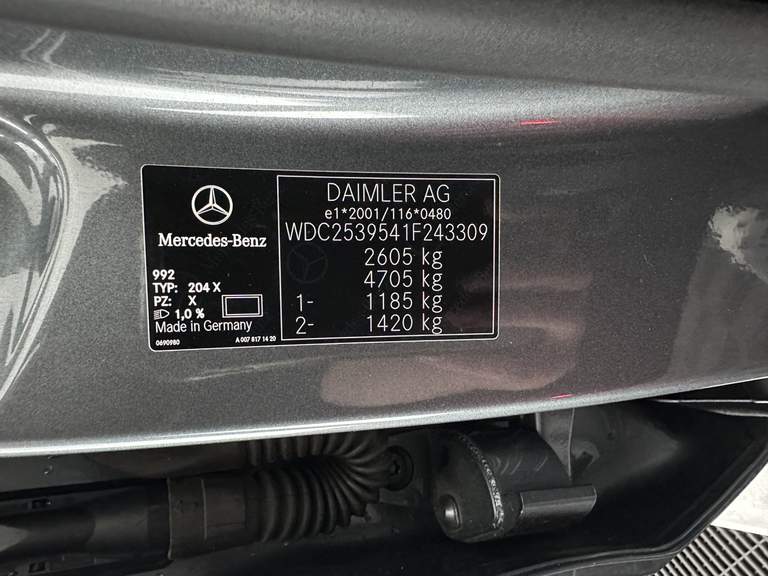 Mercedes-Benz
992
TYP: 204 X
PZ: X
1,0 %
Made in Germany
0690980
A 007 817 14 20
DAIMLER AG
e1*2001/116*0480
WDC2539541F243309
2605 kg
4705 kg
1- 1185 kg
2- 1420 kg